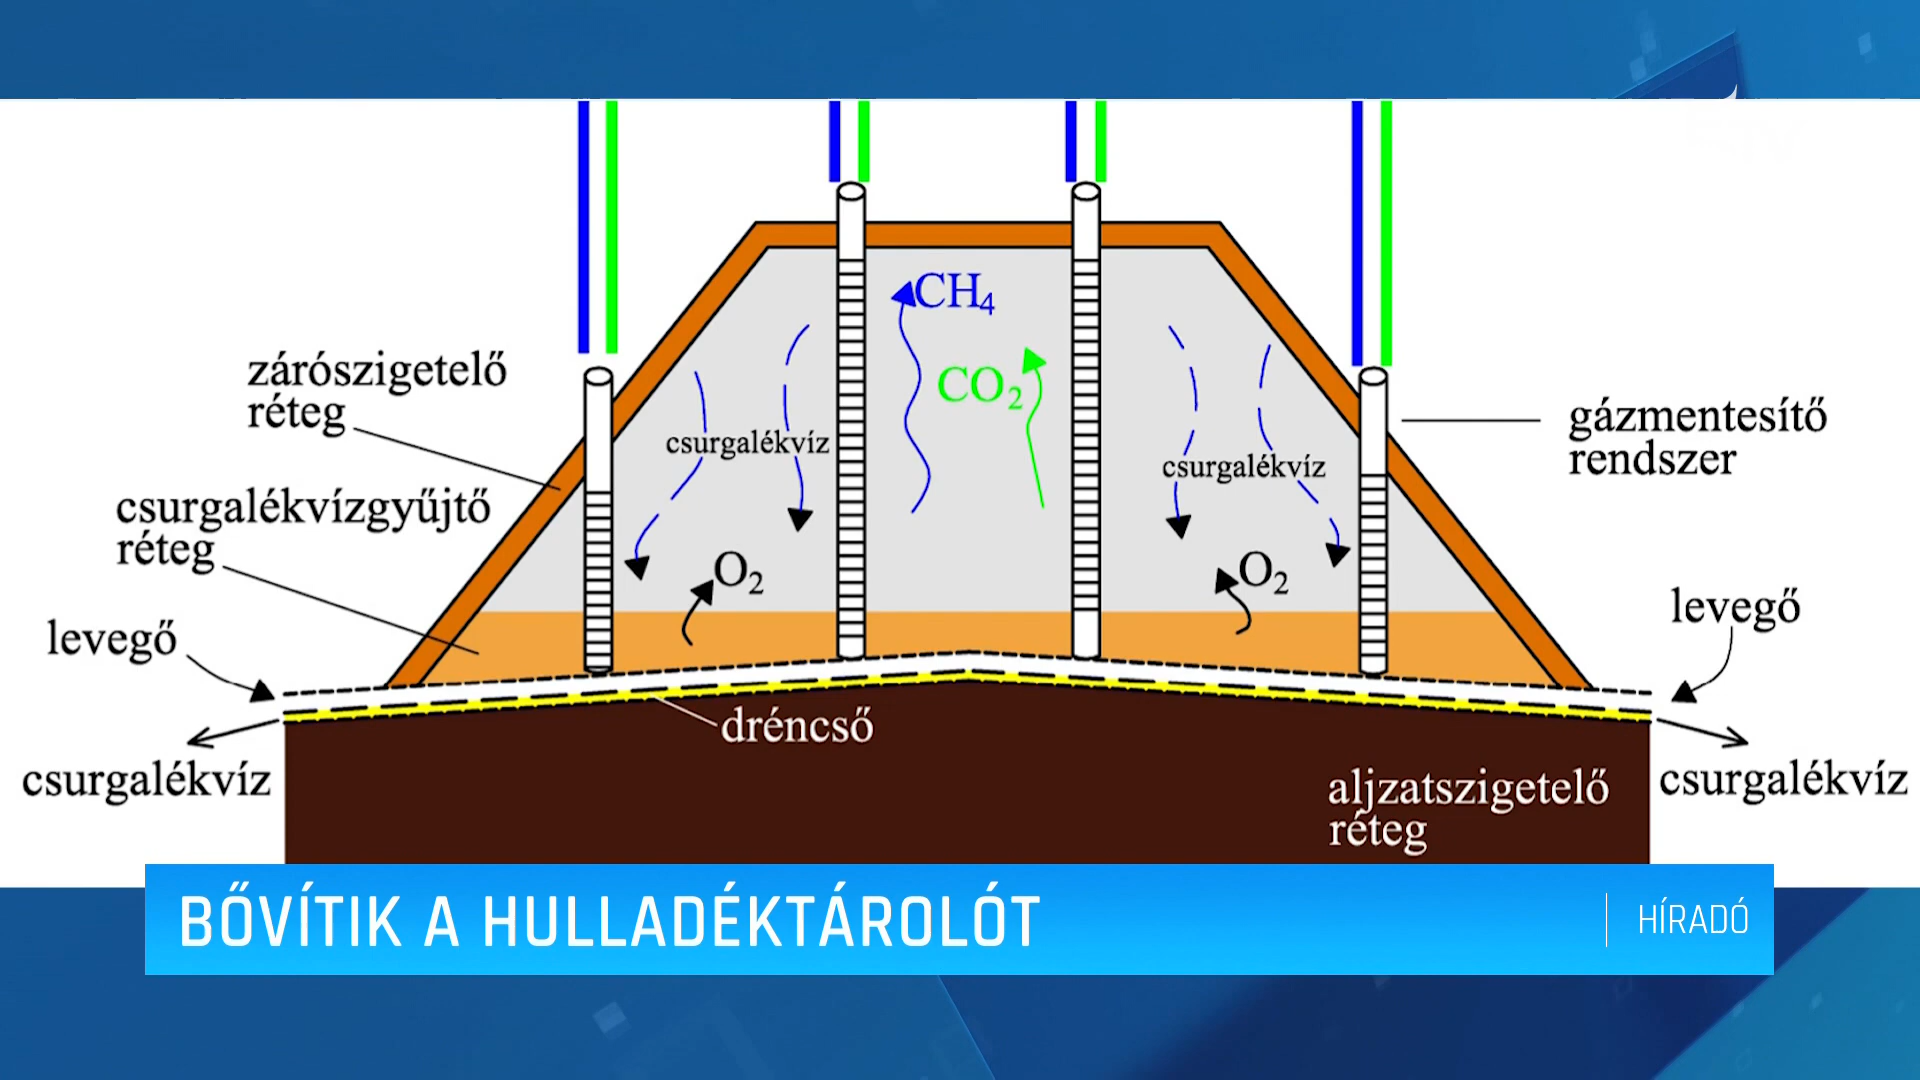 CH₄
zárószigetelő
réteg
CO₂
gázmentesítő
rendszer
csurgalékvíz
csurgalékvíz
csurgalékvízgyűjtő
réteg
O₂
O₂
levegő
levegő
dréncső
csurgalékvíz
aljzatszigetelő
réteg
csurgalékvíz
BŐVÍTIK A HULLADÉKTÁROLÓT
HÍRADÓ